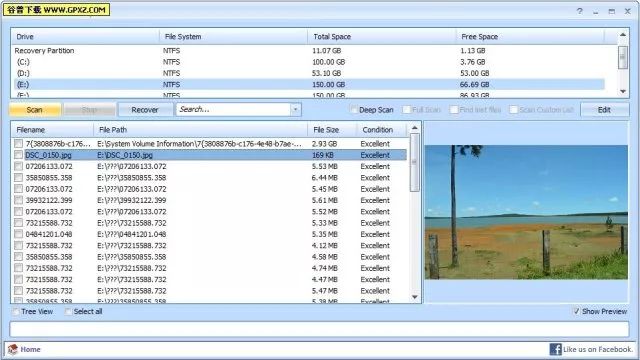 谷普下载 WWW.GPXZ.COM
Drive File System Total Space Free Space
Recovery Partition NTFS 11.07 GB 1.13 GB
(C:) NTFS 100.00 GB 3.76 GB
(D:) NTFS 53.10 GB 53.00 GB
(E:) NTFS 150.00 GB 66.69 GB
(F:) NTFS 150.00 GB 86.93 GB
Scan Stop Recover Search... Deep Scan Full Scan Find lost files Scan Custom List Edit
Filename File Path File Size Condition
7{3808876b-c176... E:\System Volume Information\7{3808876b-c176-4e48-b7ae-... 2.93 GB Excellent
DSC_0150.jpg E:\DSC_0150.jpg 169 KB Excellent
07206133.072 E:\???\07206133.072 5.53 MB Excellent
35850855.358 E:\???\35850855.358 6.44 MB Excellent
07206133.072 E:\???\07206133.072 5.45 MB Excellent
39932122.399 E:\???\39932122.399 5.61 MB Excellent
07206133.072 E:\???\07206133.072 5.52 MB Excellent
73215588.732 E:\???\73215588.732 5.33 MB Excellent
04841201.048 E:\???\04841201.048 5.35 MB Excellent
73215588.732 E:\???\73215588.732 4.12 MB Excellent
35850855.358 E:\???\35850855.358 4.58 MB Excellent
73215588.732 E:\???\73215588.732 4.74 MB Excellent
73215588.732 E:\???\73215588.732 4.47 MB Excellent
73215588.732 E:\???\73215588.732 5.24 MB Excellent
35850855.358 E:\???\35850855.358 5.38 MB Excellent
Tree View Select all Show Preview
Home Like us on Facebook.